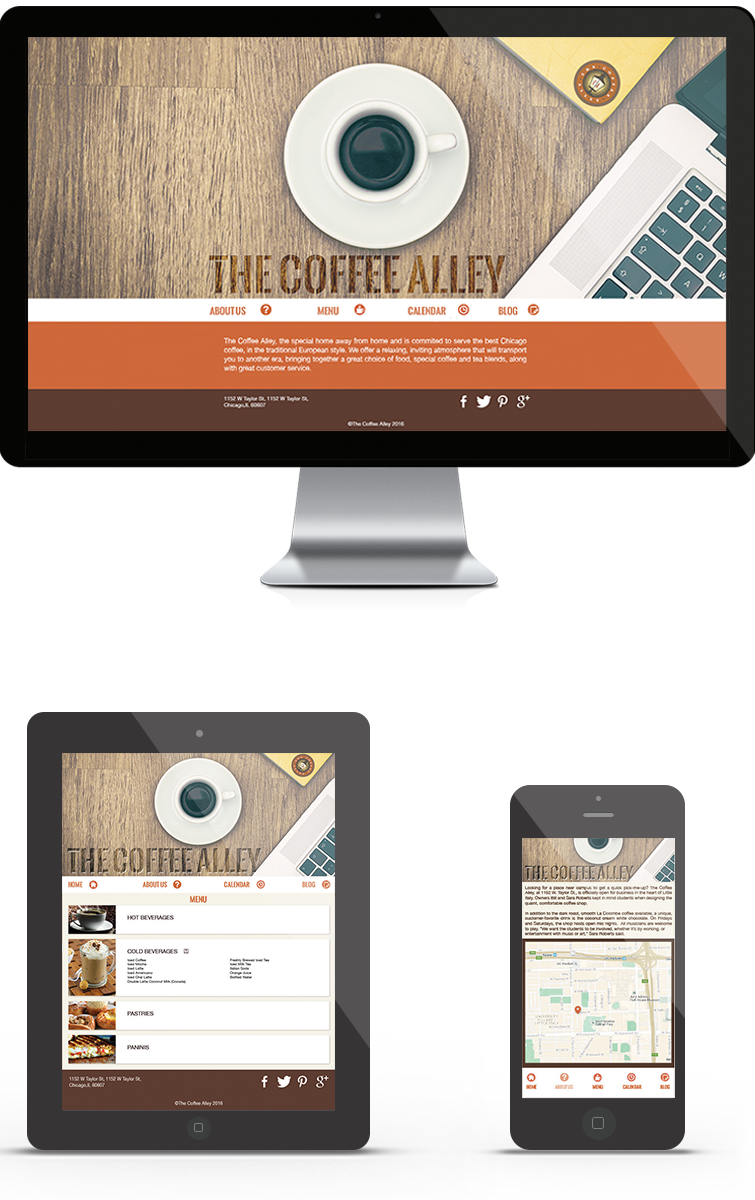 THE COFFEE ALLEY
ABOUT US MENU CALENDAR BLOG
The Coffee Alley, the special home away from home and is commited to serve the best Chicago
coffee, in the traditional European style. We offer a relaxing, inviting atmosphere that will transport
you to another era, bringing together a great choice of food, special coffee and tea blends, along
with great customer service.
1152 W Taylor St, 1152 W Taylor St,
Chicago,IL 60607
©The Coffee Alley 2016
THE COFFEE ALLEY
HOME ABOUT US CALENDAR BLOG
MENU
HOT BEVERAGES
COLD BEVERAGES
Iced Coffee Freshly Brewed Iced Tea
Iced Mocha Iced Milk Tea
Iced Latte Italian Soda
Iced Americano Orange Juice
Iced Chai Latte Bottled Water
Double Latte Coconut Milk (Canada)
PASTRIES
PANINIS
1152 W Taylor St, 1152 W Taylor St,
Chicago,IL 60607
©The Coffee Alley 2016
THE COFFEE ALLEY
Looking for a place near campus to get a quick pick-me-up? The Coffee
Alley, at 1152 W. Taylor St., is officially open for business in the heart of Little
Italy. Owners Bill and Sara Roberts kept in mind students when designing the
quaint, comfortable coffee shop.
In addition to the dark roast, smooth La Colombe coffee available, a unique,
customer-favorite drink is the coconut cream white chocolate. On Fridays
and Saturdays, the shop hosts open mic nights. All musicians are welcome
to play. "We want the students to be involved, whether it's by working, or
entertainment with music or art," Sara Roberts said.
HOME ABOUT US MENU CALENDAR BLOG